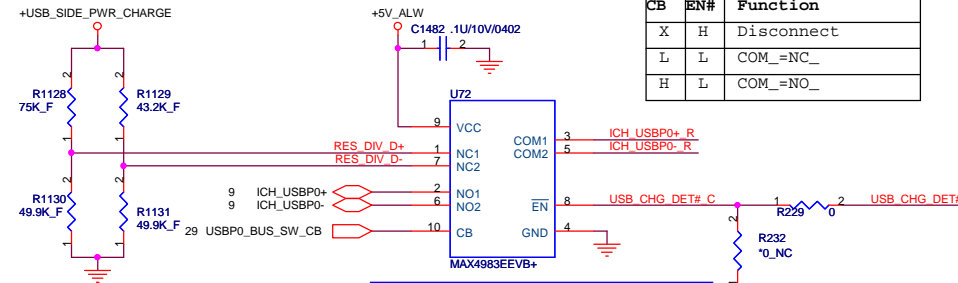 +USB_SIDE_PWR_CHARGE
+5V_ALW
CB EN# Function
X H Disconnect
L L COM_=NC_
H L COM_=NO_
C1482 .1U/10V/0402
1 2
2 2
R1128
75K_F
R1129
43.2K_F
1 1
U72
9 VCC
RES_DIV_D+ 1 NC1
RES_DIV_D- 7 NC2
COM1 3 ICH_USBP0+_R
COM2 5 ICH_USBP0-_R
2 2
R1130
49.9K_F
R1131
49.9K_F
1 1
9 ICH_USBP0+ 2 NO1
9 ICH_USBP0- 6 NO2
29 USBP0_BUS_SW_CB 10 CB
EN 8 USB_CHG_DET#_C
GND 4
MAX4983EEVB+
1 2 USB_CHG_DET#
R229 0
2
R232
*0_NC